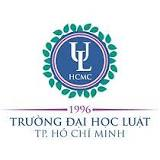 UL
HCMC
1996
TRƯỜNG ĐẠI HỌC LUẬT
TP. HỒ CHÍ MINH